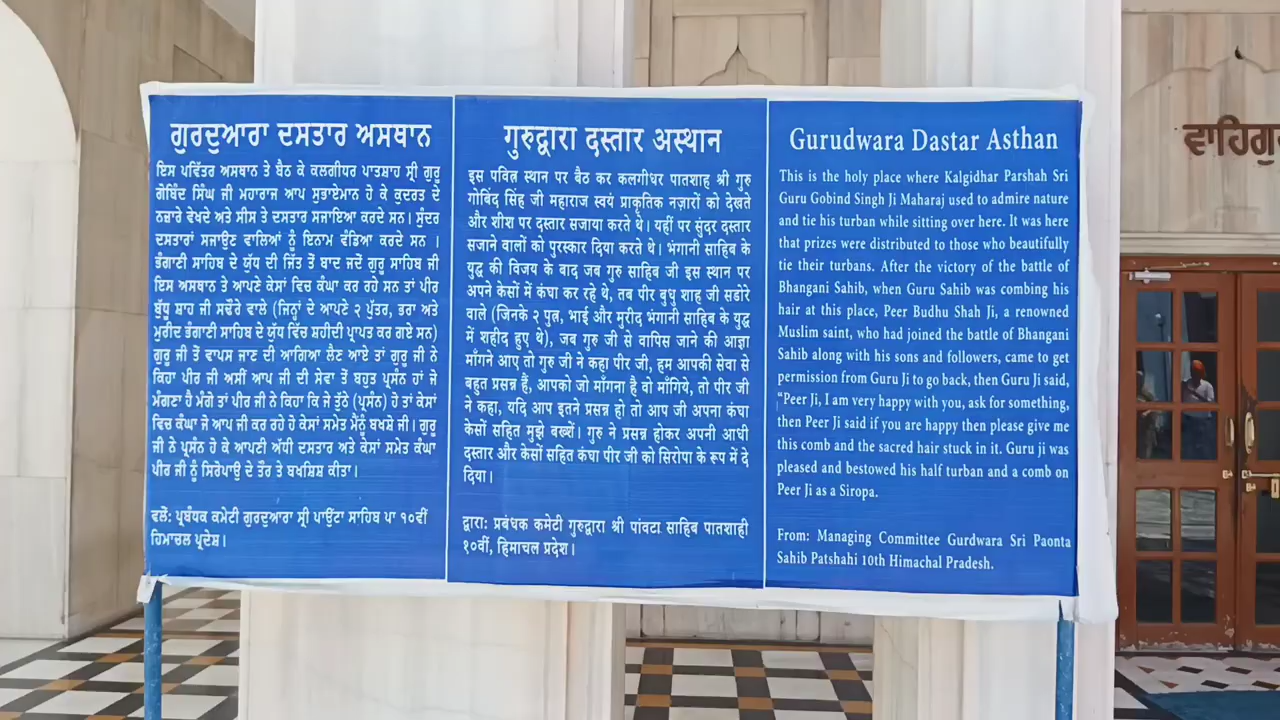 ਗੁਰਦੁਆਰਾ ਦਸਤਾਰ ਅਸਥਾਨ
ਇਸ ਪਵਿੱਤਰ ਅਸਥਾਨ ਤੇ ਬੈਠ ਕੇ ਕਲਗੀਧਰ ਪਾਤਸ਼ਾਹ ਸ੍ਰੀ ਗੁਰੂ
ਗੋਬਿੰਦ ਸਿੰਘ ਜੀ ਮਹਾਰਾਜ ਆਪ ਸੁਭਾਏਮਾਨ ਹੋ ਕੇ ਕੁਦਰਤ ਦੇ
ਨਜ਼ਾਰੇ ਵੇਖਦੇ ਅਤੇ ਸੀਸ ਤੇ ਦਸਤਾਰ ਸਜਾਇਆ ਕਰਦੇ ਸਨ। ਸੁੰਦਰ
ਦਸਤਾਰਾਂ ਸਜਾਉਣ ਵਾਲਿਆਂ ਨੂੰ ਇਨਾਮ ਵੰਡਿਆ ਕਰਦੇ ਸਨ ।
ਭੰਗਾਣੀ ਸਾਹਿਬ ਦੇ ਯੁੱਧ ਦੀ ਜਿੱਤ ਤੋਂ ਬਾਦ ਜਦੋਂ ਗੁਰੂ ਸਾਹਿਬ ਜੀ
ਇਸ ਅਸਥਾਨ ਤੇ ਆਪਣੇ ਕੇਸਾਂ ਵਿਚ ਕੰਘਾ ਕਰ ਰਹੇ ਸਨ ਤਾਂ ਪੀਰ
ਬੁੱਧੂ ਸ਼ਾਹ ਜੀ ਸਢੌਰੇ ਵਾਲੇ (ਜਿਨ੍ਹਾਂ ਦੇ ਆਪਣੇ ੨ ਪੁੱਤਰ, ਭਰਾ ਅਤੇ
ਮੁਰੀਦ ਭੰਗਾਣੀ ਸਾਹਿਬ ਦੇ ਯੁੱਧ ਵਿੱਚ ਸ਼ਹੀਦੀ ਪ੍ਰਾਪਤ ਕਰ ਗਏ ਸਨ)
ਗੁਰੂ ਜੀ ਤੋਂ ਵਾਪਸ ਜਾਣ ਦੀ ਆਗਿਆ ਲੈਣ ਆਏ ਤਾਂ ਗੁਰੂ ਜੀ ਨੇ
ਕਿਹਾ ਪੀਰ ਜੀ ਅਸੀਂ ਆਪ ਜੀ ਦੀ ਸੇਵਾ ਤੋਂ ਬਹੁਤ ਪ੍ਰਸੰਨ ਹਾਂ ਜੋ
ਮੰਗਣਾ ਹੈ ਮੰਗੋ ਤਾਂ ਪੀਰ ਜੀ ਨੇ ਕਿਹਾ ਕਿ ਜੇ ਤੁੱਠੇ (ਪ੍ਰਸੰਨ) ਹੋ ਤਾਂ ਕੇਸਾਂ
ਵਿਚ ਕੰਘਾ ਜੋ ਆਪ ਜੀ ਕਰ ਰਹੇ ਹੋ ਕੇਸਾਂ ਸਮੇਤ ਮੈਨੂੰ ਬਖਸ਼ੋ ਜੀ। ਗੁਰੂ
ਜੀ ਨੇ ਪ੍ਰਸੰਨ ਹੋ ਕੇ ਆਪਣੀ ਅੱਧੀ ਦਸਤਾਰ ਅਤੇ ਕੇਸਾਂ ਸਮੇਤ ਕੰਘਾ
ਪੀਰ ਜੀ ਨੂੰ ਸਿਰੋਪਾਉ ਦੇ ਤੌਰ ਤੇ ਬਖਸ਼ਿਸ਼ ਕੀਤਾ।
ਵਲੋਂ: ਪ੍ਰਬੰਧਕ ਕਮੇਟੀ ਗੁਰਦੁਆਰਾ ਸ੍ਰੀ ਪਾਉਂਟਾ ਸਾਹਿਬ ਪਾ ੧੦ਵੀਂ
ਹਿਮਾਚਲ ਪ੍ਰਦੇਸ਼।
गुरुद्वारा दस्तार अस्थान
इस पवित्र स्थान पर बैठ कर कलगीधर पातशाह श्री गुरु
गोबिंद सिंह जी महाराज स्वयं प्राकृतिक नज़ारों को देखते
और शीश पर दस्तार सजाया करते थे। यहीं पर सुंदर दस्तार
सजाने वालों को पुरस्कार दिया करते थे। भंगानी साहिब के
युद्ध की विजय के बाद जब गुरु साहिब जी इस स्थान पर
अपने केसों में कंघा कर रहे थे, तब पीर बुधु शाह जी सढोरे
वाले (जिनके २ पुत्र, भाई और मुरीद भंगानी साहिब के युद्ध
में शहीद हुए थे), जब गुरु जी से वापिस जाने की आज्ञा
माँगने आए तो गुरु जी ने कहा पीर जी, हम आपकी सेवा से
बहुत प्रसन्न हैं, आपको जो माँगना है वो माँगिये, तो पीर जी
ने कहा, यदि आप इतने प्रसन्न हो तो आप जी अपना कंघा
केसों सहित मुझे बख्शें। गुरु ने प्रसन्न होकर अपनी आधी
दस्तार और केसों सहित कंघा पीर जी को सिरोपा के रूप में दे
दिया।
द्वारा: प्रबंधक कमेटी गुरुद्वारा श्री पांवटा साहिब पातशाही
१०वीं, हिमाचल प्रदेश।
Gurudwara Dastar Asthan
This is the holy place where Kalgidhar Parshah Sri
Guru Gobind Singh Ji Maharaj used to admire nature
and tie his turban while sitting over here. It was here
that prizes were distributed to those who beautifully
tie their turbans. After the victory of the battle of
Bhangani Sahib, when Guru Sahib was combing his
hair at this place, Peer Budhu Shah Ji, a renowned
Muslim saint, who had joined the battle of Bhangani
Sahib along with his sons and followers, came to get
permission from Guru Ji to go back, then Guru Ji said,
“Peer Ji, I am very happy with you, ask for something,
then Peer Ji said if you are happy then please give me
this comb and the sacred hair stuck in it. Guru ji was
pleased and bestowed his half turban and a comb on
Peer Ji as a Siropa.
From: Managing Committee Gurdwara Sri Paonta
Sahib Patshahi 10th Himachal Pradesh.